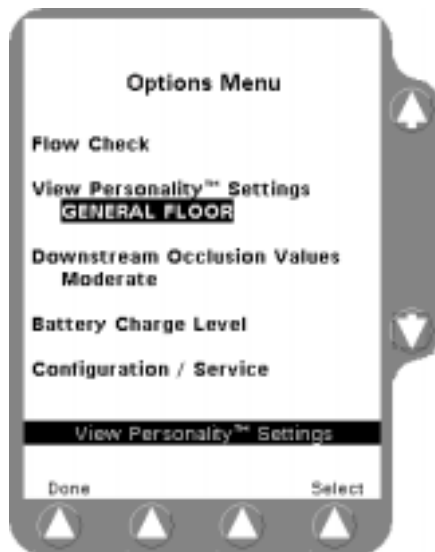 Options Menu
Flow Check
View Personality™ Settings
GENERAL FLOOR
Downstream Occlusion Values
Moderate
Battery Charge Level
Configuration / Service
View Personality™ Settings
Done Select